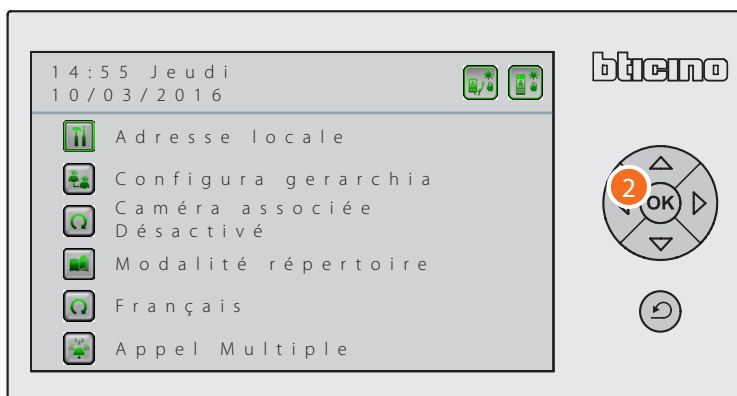 14:55 Jeudi
10/03/2016
bticino
Adresse locale
Configura gerarchia
Caméra associée
Désactivé
Modalité répertoire
Français
Appel Multiple
2
OK